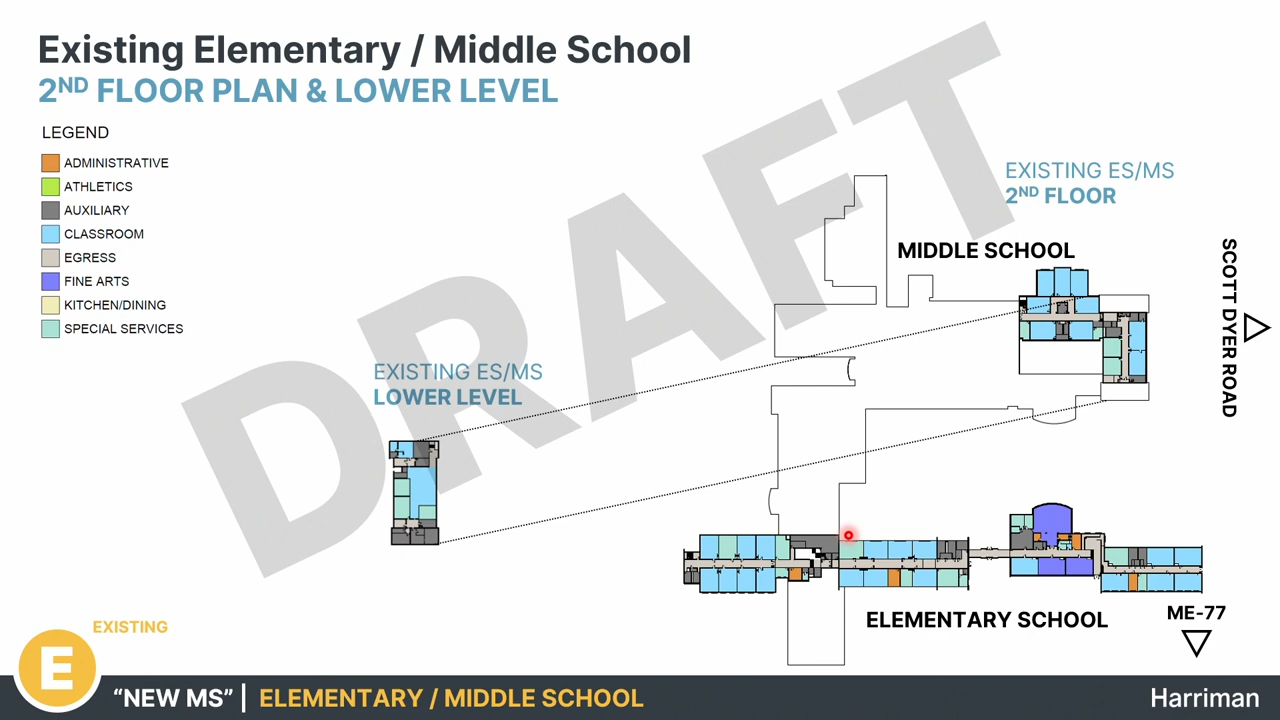 Existing Elementary / Middle School
2ND FLOOR PLAN & LOWER LEVEL
LEGEND
ADMINISTRATIVE
ATHLETICS
AUXILIARY
CLASSROOM
EGRESS
FINE ARTS
KITCHEN/DINING
SPECIAL SERVICES
DRAFT
EXISTING ES/MS
2ND FLOOR
MIDDLE SCHOOL
SCOTT DYER ROAD
EXISTING ES/MS
LOWER LEVEL
ELEMENTARY SCHOOL
ME-77
EXISTING
E
“NEW MS” | ELEMENTARY / MIDDLE SCHOOL
Harriman